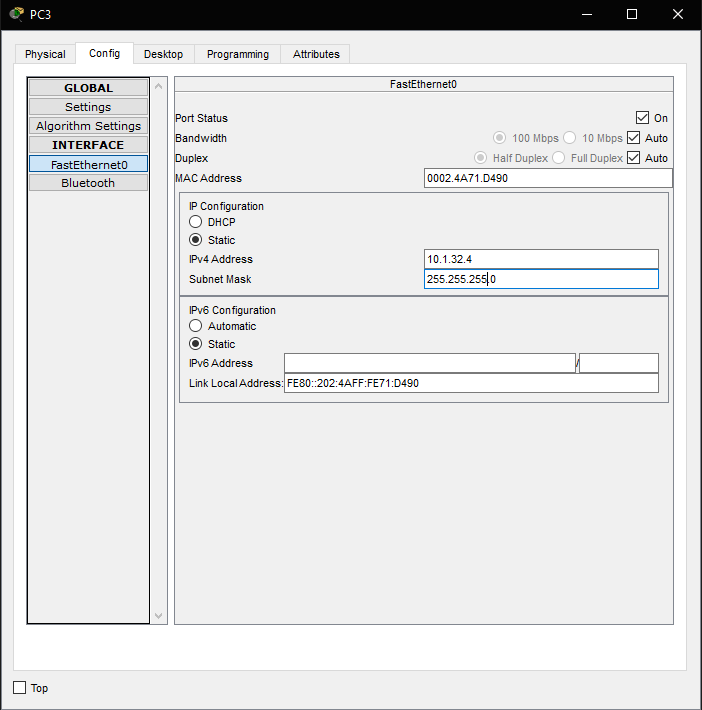 PC3
Physical Config Desktop Programming Attributes
GLOBAL
Settings
Algorithm Settings
INTERFACE
FastEthernet0
Bluetooth
FastEthernet0
Port Status On
Bandwidth 100 Mbps 10 Mbps Auto
Duplex Half Duplex Full Duplex Auto
MAC Address 0002.4A71.D490
IP Configuration
DHCP
Static
IPv4 Address 10.1.32.4
Subnet Mask 255.255.255.0
IPv6 Configuration
Automatic
Static
IPv6 Address /
Link Local Address: FE80::202:4AFF:FE71:D490
Top